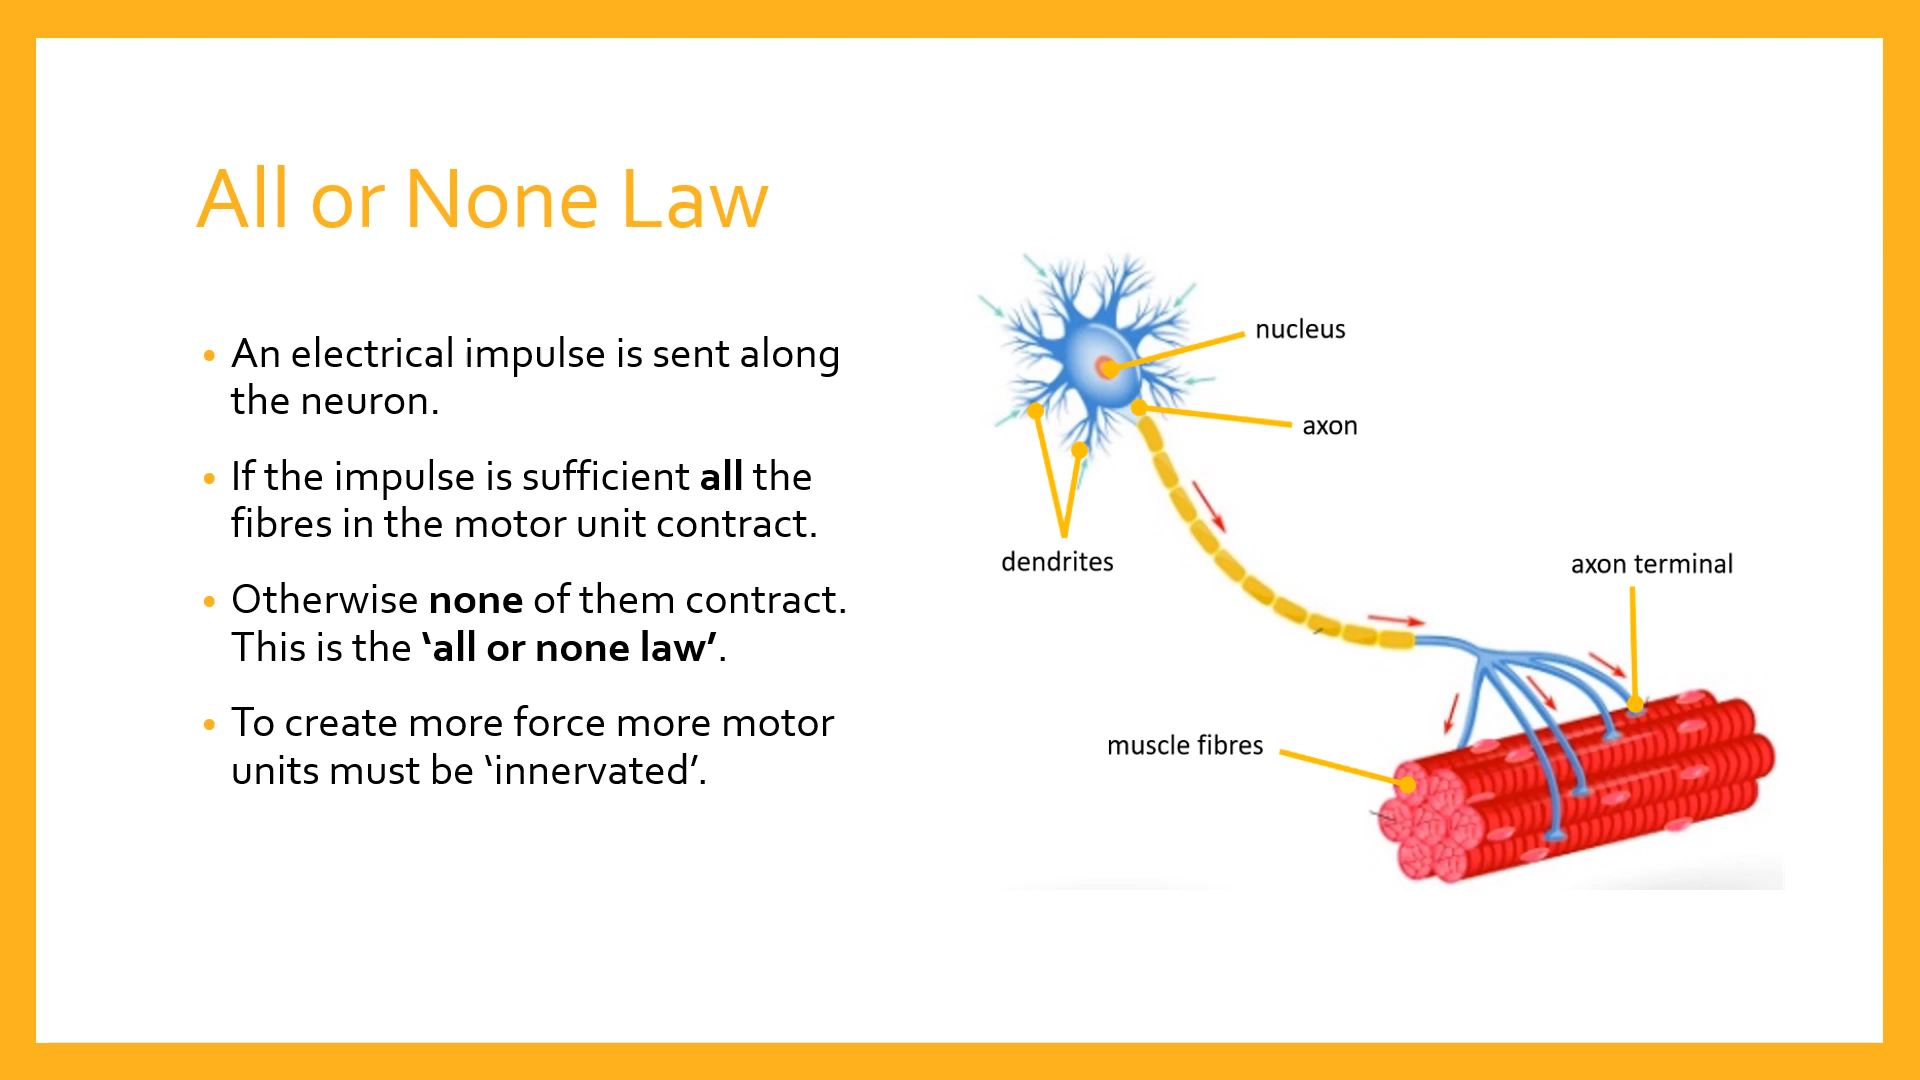 All or None Law
• An electrical impulse is sent along
the neuron.
• If the impulse is sufficient all the
fibres in the motor unit contract.
• Otherwise none of them contract.
This is the ‘all or none law’.
• To create more force more motor
units must be ‘innervated’.
nucleus
axon
dendrites
axon terminal
muscle fibres